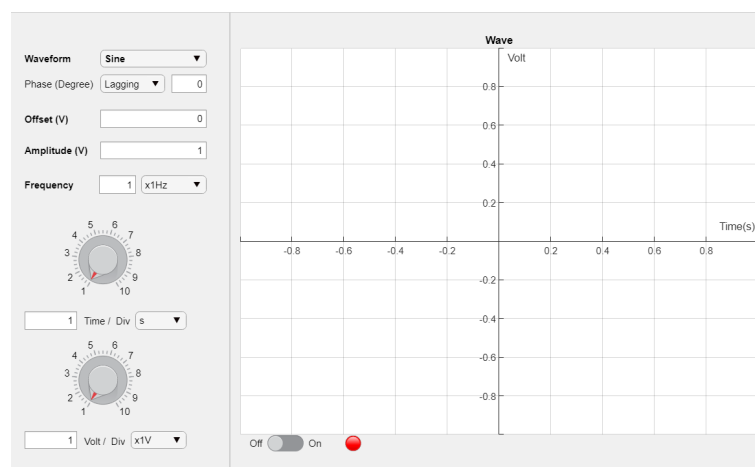 Waveform Sine
Phase (Degree) Lagging 0
Offset (V) 0
Amplitude (V) 1
Frequency 1 x1Hz
1 2 3 4 5 6 7 8 9 10
1 Time / Div s
1 2 3 4 5 6 7 8 9 10
1 Volt / Div x1V
Wave
Volt
0.8
0.6
0.4
0.2
Time(s)
-0.8 -0.6 -0.4 -0.2 0.2 0.4 0.6 0.8
-0.2
-0.4
-0.6
-0.8
Off On